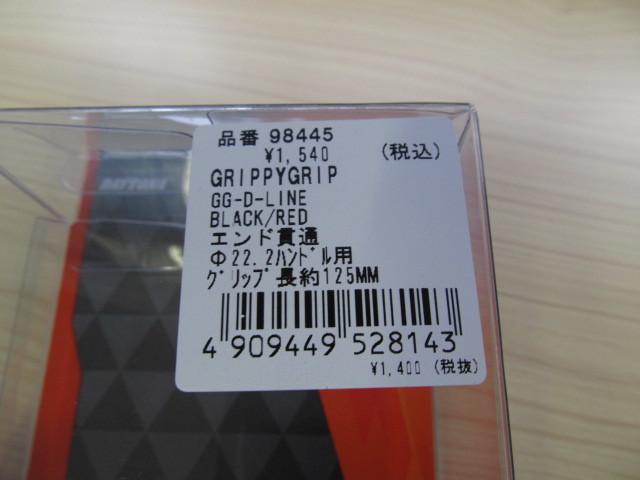 品番 98445
¥1,540 (税込)
GRIPPYGRIP
GG-D-LINE
BLACK/RED
エンド貫通
Φ22.2ﾊﾝﾄﾞﾙ用
ｸﾞﾘｯﾌﾟ長約125MM
4 909449 528143
¥1,400 (税抜)
DAYTONA